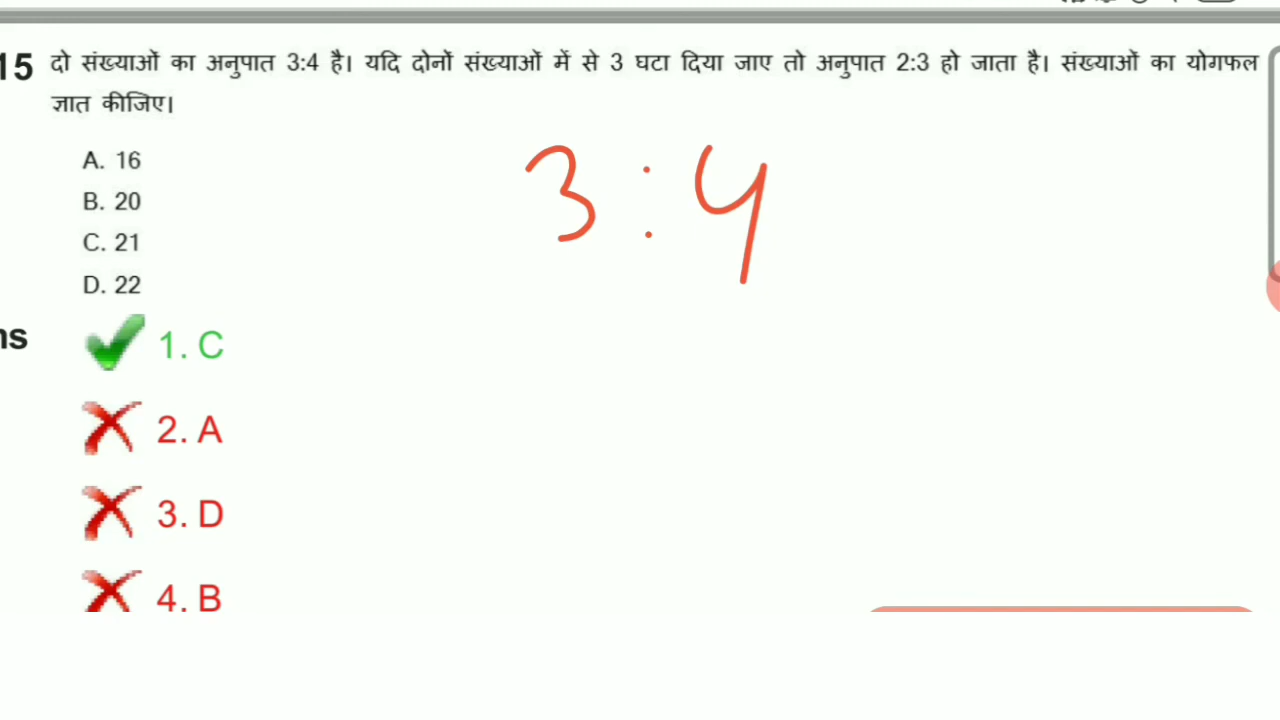 15 दो संख्याओं का अनुपात 3:4 है। यदि दोनों संख्याओं में से 3 घटा दिया जाए तो अनुपात 2:3 हो जाता है। संख्याओं का योगफल
ज्ञात कीजिए।
A. 16
B. 20
C. 21
D. 22
3 : 4
ns
1. C
2. A
3. D
4. B